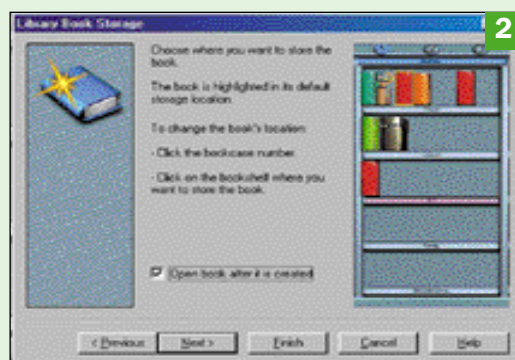 Library Book Storage
2
Choose where you want to store the
book.
The book is highlighted in its default
storage location.
To change the book's location:
- Click the bookcase number.
- Click on the bookshelf where you
want to store the book.
Open book after it is created
< Previous
Next >
Finish
Cancel
Help